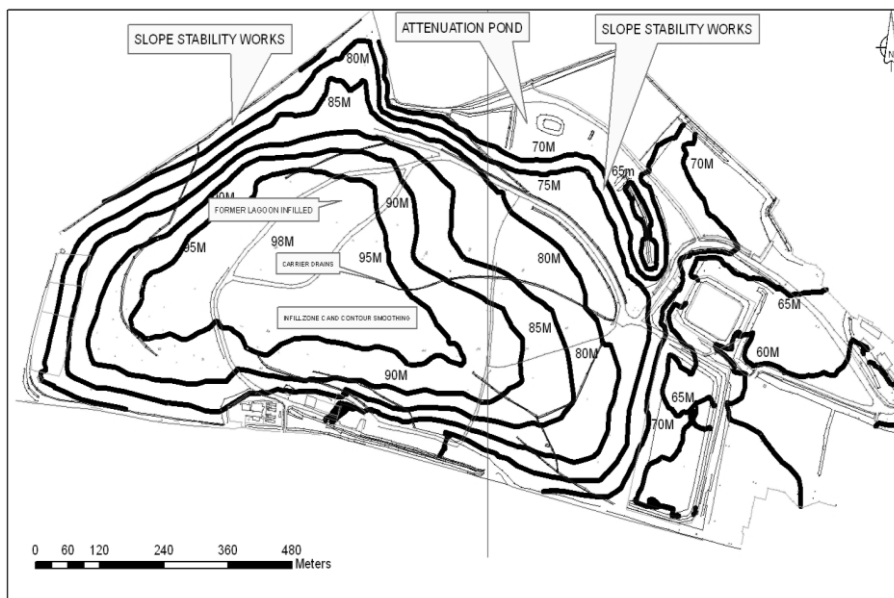 SLOPE STABILITY WORKS
ATTENUATION POND
SLOPE STABILITY WORKS
N
80M
85M
70M
65m
70M
75M
90M
90M
FORMER LAGOON INFILLED
95M
98M
95M
80M
CARRIER DRAINS
65M
INFILLZONE C AND CONTOUR SMOOTHING
85M
80M
60M
90M
65M
70M
0 60 120 240 360 480
Meters